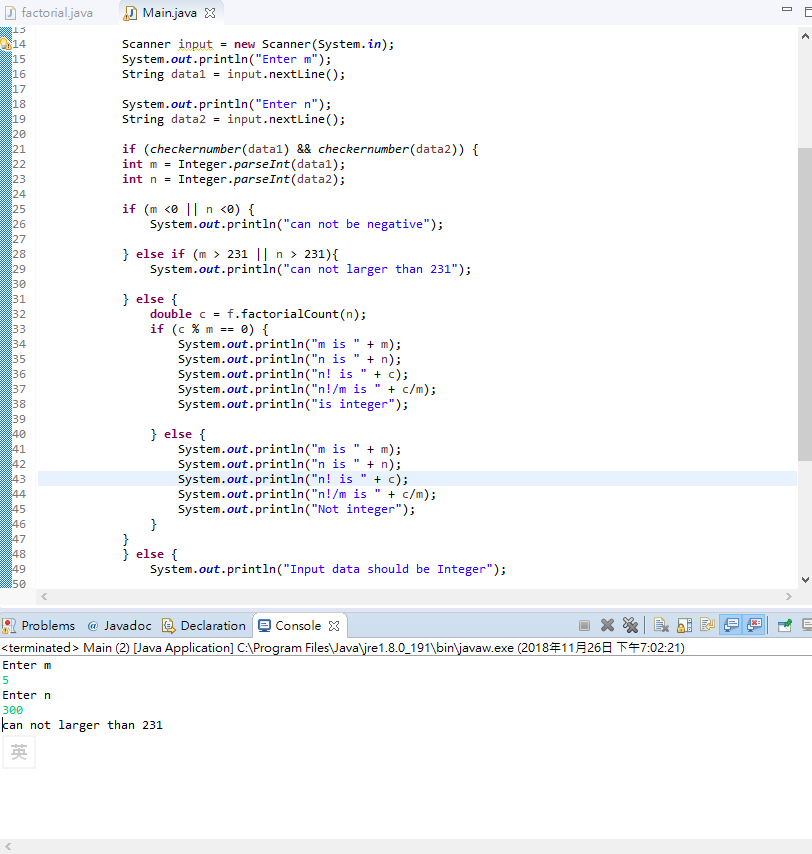 factorial.java Main.java
13
14 Scanner input = new Scanner(System.in);
15 System.out.println("Enter m");
16 String data1 = input.nextLine();
17
18 System.out.println("Enter n");
19 String data2 = input.nextLine();
20
21 if (checkernumber(data1) && checkernumber(data2)) {
22 int m = Integer.parseInt(data1);
23 int n = Integer.parseInt(data2);
24
25 if (m <0 || n <0) {
26 System.out.println("can not be negative");
27
28 } else if (m > 231 || n > 231){
29 System.out.println("can not larger than 231");
30
31 } else {
32 double c = f.factorialCount(n);
33 if (c % m == 0) {
34 System.out.println("m is " + m);
35 System.out.println("n is " + n);
36 System.out.println("n! is " + c);
37 System.out.println("n!/m is " + c/m);
38 System.out.println("is integer");
39
40 } else {
41 System.out.println("m is " + m);
42 System.out.println("n is " + n);
43 System.out.println("n! is " + c);
44 System.out.println("n!/m is " + c/m);
45 System.out.println("Not integer");
46 }
47 }
48 } else {
49 System.out.println("Input data should be Integer");
50
Problems @ Javadoc Declaration Console
<terminated> Main (2) [Java Application] C:\Program Files\Java\jre1.8.0_191\bin\javaw.exe (2018年11月26日 下午7:02:21)
Enter m
5
Enter n
300
can not larger than 231
英